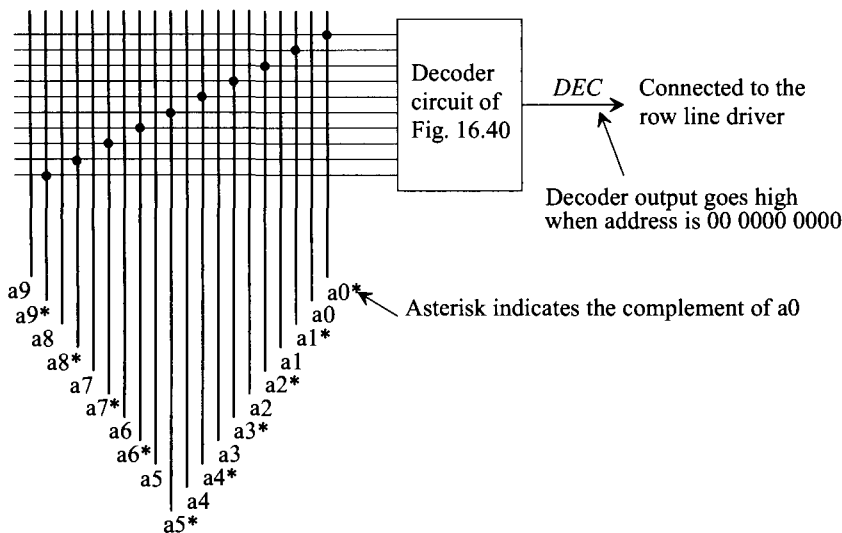 Decoder
circuit of
Fig. 16.40
DEC
Connected to the
row line driver
Decoder output goes high
when address is 00 0000 0000
Asterisk indicates the complement of a0
a9
a9*
a8
a8*
a7
a7*
a6
a6*
a5
a5*
a4
a4*
a3
a3*
a2
a2*
a1
a1*
a0
a0*